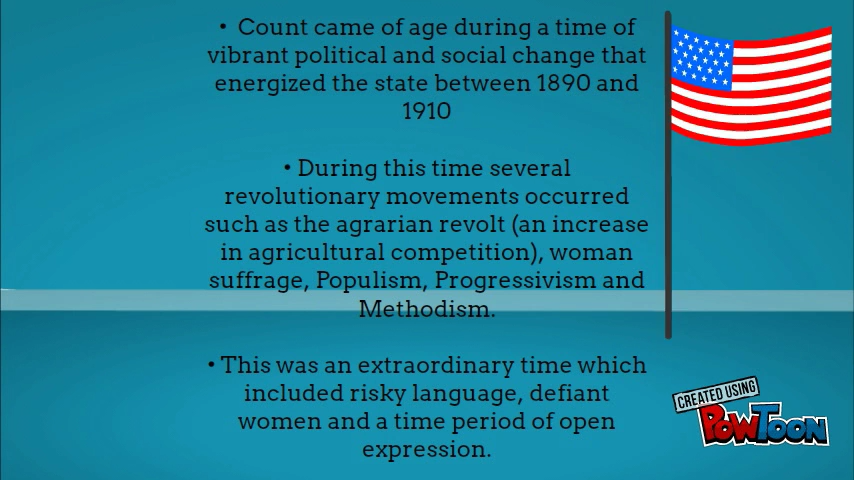 • Count came of age during a time of
vibrant political and social change that
energized the state between 1890 and
1910
• During this time several
revolutionary movements occurred
such as the agrarian revolt (an increase
in agricultural competition), woman
suffrage, Populism, Progressivism and
Methodism.
• This was an extraordinary time which
included risky language, defiant
women and a time period of open
expression.
CREATED USING
POWTOON